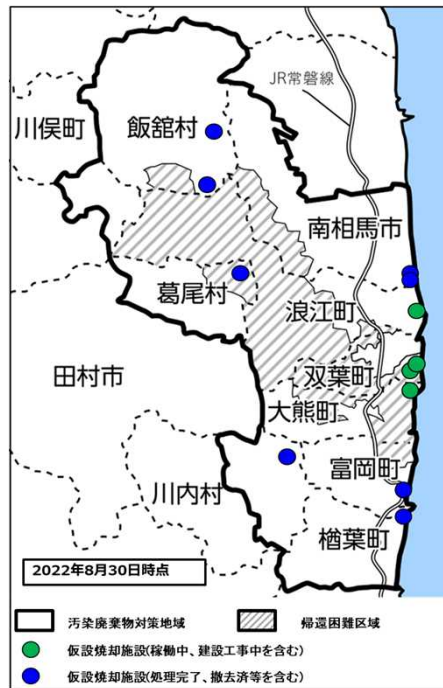 JR常磐線
川俣町
飯舘村
南相馬市
葛尾村
浪江町
田村市
双葉町
大熊町
富岡町
川内村
楢葉町
2022年8月30日時点
汚染廃棄物対策地域
帰還困難区域
仮設焼却施設(稼働中、建設工事中を含む)
仮設焼却施設(処理完了、撤去済等を含む)